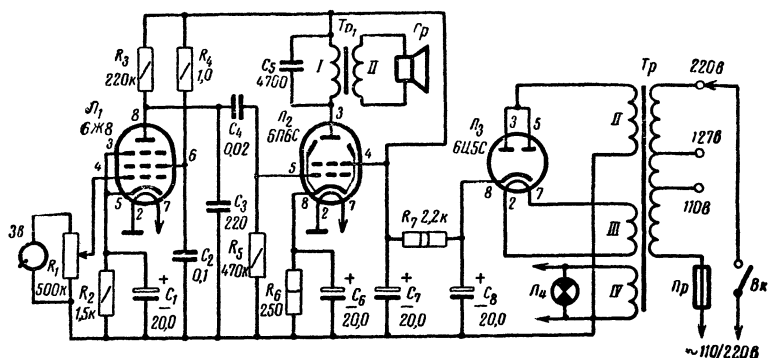 R3
220к
R4
1,0
C5
4700
Тр1
I
II
Гр
Л1
6Ж8
8
3
4
6
5
2
7
Зв
R1
500к
R2
1,5к
+
C1
20,0
C2
0,1
C3
220
C4
0,02
R5
470к
Л2
6П6С
3
5
4
8
2
7
R6
250
+
C6
20,0
+
C7
20,0
R7
2,2к
+
C8
20,0
Л3
6Ц5С
3
5
8
2
7
Л4
Тр
II
III
IV
220в
127в
110в
Пр
Вк
~110/220в